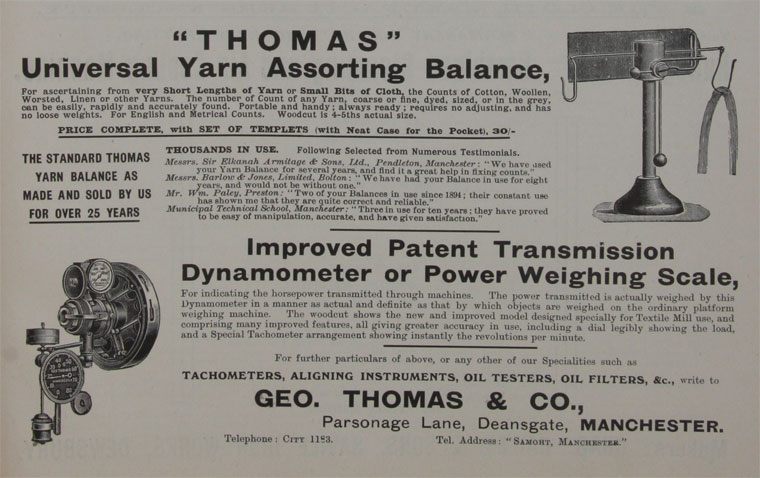 "THOMAS"
Universal Yarn Assorting Balance,
For ascertaining from very Short Lengths of Yarn or Small Bits of Cloth, the Counts of Cotton, Woollen,
Worsted, Linen or other Yarns. The number of Count of any Yarn, coarse or fine, dyed, sized, or in the grey,
can be easily, rapidly and accurately found. Portable and handy; always ready; requires no adjusting, and has
no loose weights. For English and Metrical Counts. Woodcut is 4-5ths actual size.
PRICE COMPLETE, with SET OF TEMPLETS (with Neat Case for the Pocket), 30/-
THE STANDARD THOMAS
YARN BALANCE AS
MADE AND SOLD BY US
FOR OVER 25 YEARS
THOUSANDS IN USE. Following Selected from Numerous Testimonials.
Messrs. Sir Elkanah Armitage & Sons, Ltd., Pendleton, Manchester: "We have used
your Yarn Balance for several years, and find it a great help in fixing counts."
Messrs. Barlow & Jones, Limited, Bolton: "We have had your Balance in use for eight
years, and would not be without one."
Mr. Wm. Paley, Preston: "Two of your Balances in use since 1894; their constant use
has shown me that they are quite correct and reliable."
Municipal Technical School, Manchester: "Three in use for ten years; they have proved
to be easy of manipulation, accurate, and have given satisfaction."
Improved Patent Transmission
Dynamometer or Power Weighing Scale,
For indicating the horsepower transmitted through machines. The power transmitted is actually weighed by this
Dynamometer in a manner as actual and definite as that by which objects are weighed on the ordinary platform
weighing machine. The woodcut shows the new and improved model designed specially for Textile Mill use, and
comprising many improved features, all giving greater accuracy in use, including a dial legibly showing the load,
and a Special Tachometer arrangement showing instantly the revolutions per minute.
For further particulars of above, or any other of our Specialities such as
TACHOMETERS, ALIGNING INSTRUMENTS, OIL TESTERS, OIL FILTERS, &c., write to
GEO. THOMAS & CO.,
Parsonage Lane, Deansgate, MANCHESTER.
Telephone: CITY 1183. Tel. Address: "SAMOHT, MANCHESTER."